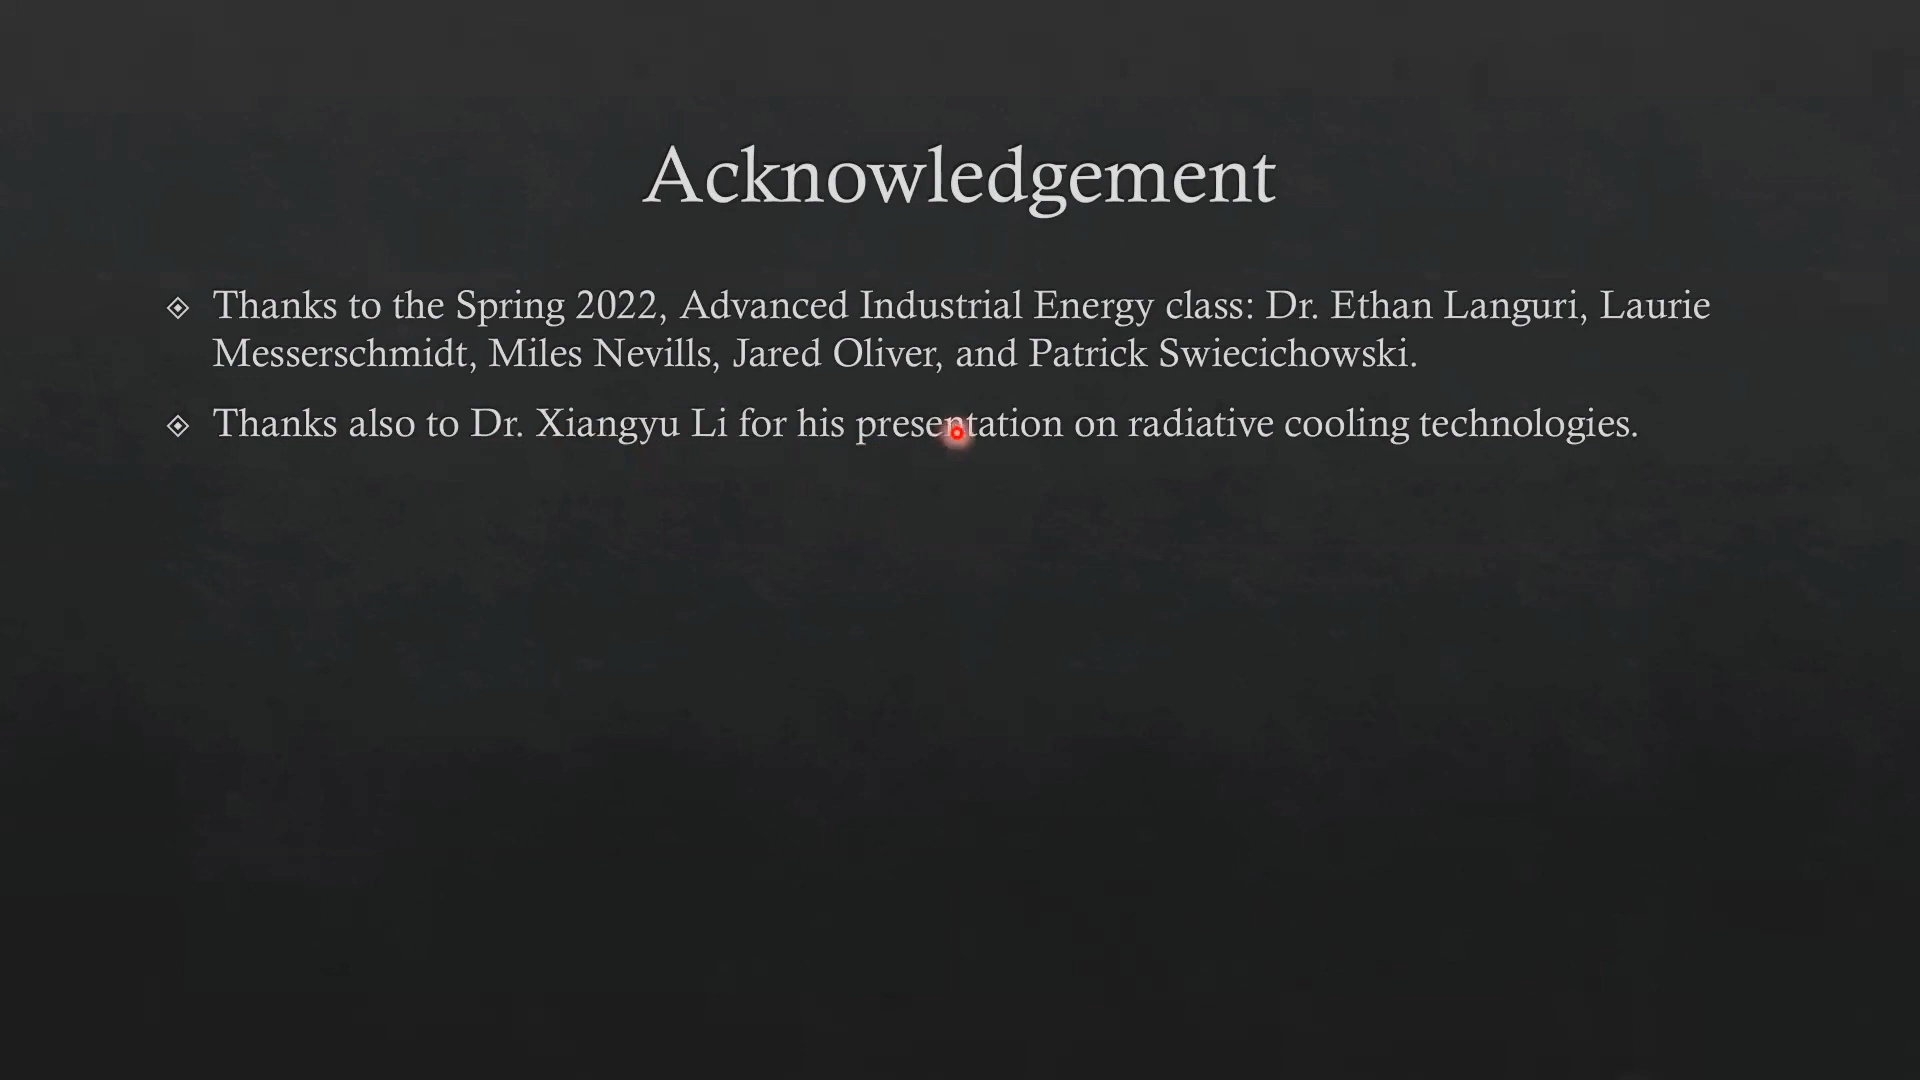 Acknowledgement
Thanks to the Spring 2022, Advanced Industrial Energy class: Dr. Ethan Languri, Laurie
Messerschmidt, Miles Nevills, Jared Oliver, and Patrick Swiecichowski.
Thanks also to Dr. Xiangyu Li for his presentation on radiative cooling technologies.